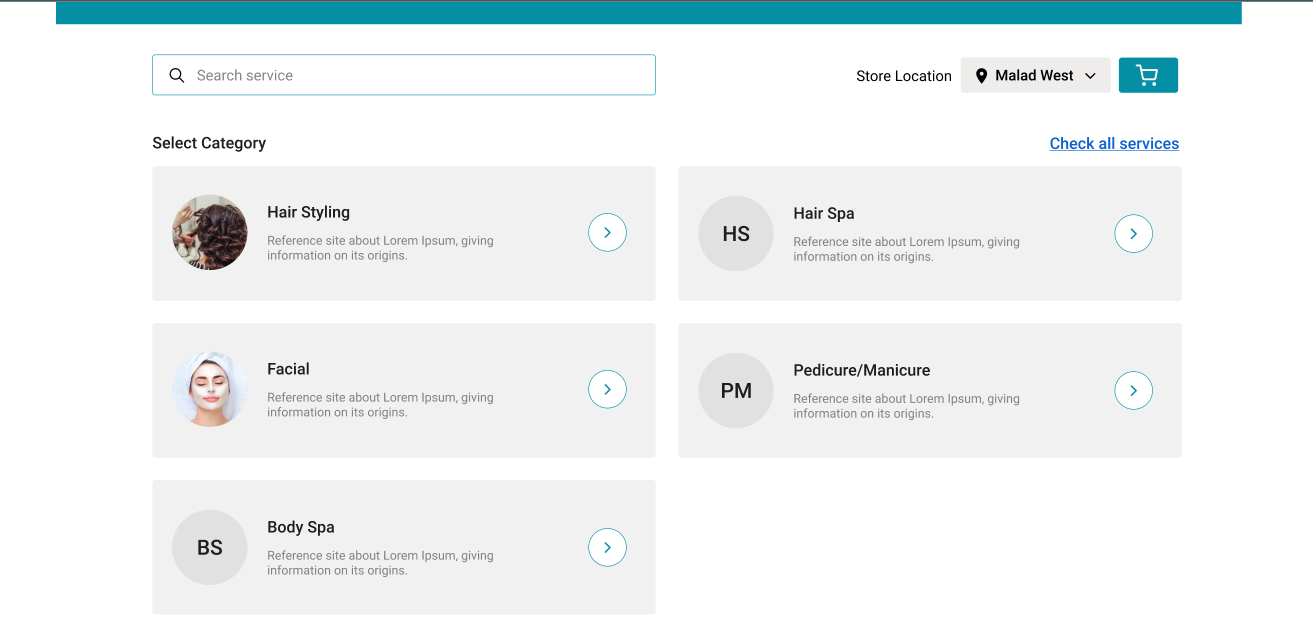 Search service
Store Location
Malad West
Select Category
Check all services
Hair Styling
Reference site about Lorem Ipsum, giving
information on its origins.
HS
Hair Spa
Reference site about Lorem Ipsum, giving
information on its origins.
Facial
Reference site about Lorem Ipsum, giving
information on its origins.
PM
Pedicure/Manicure
Reference site about Lorem Ipsum, giving
information on its origins.
BS
Body Spa
Reference site about Lorem Ipsum, giving
information on its origins.